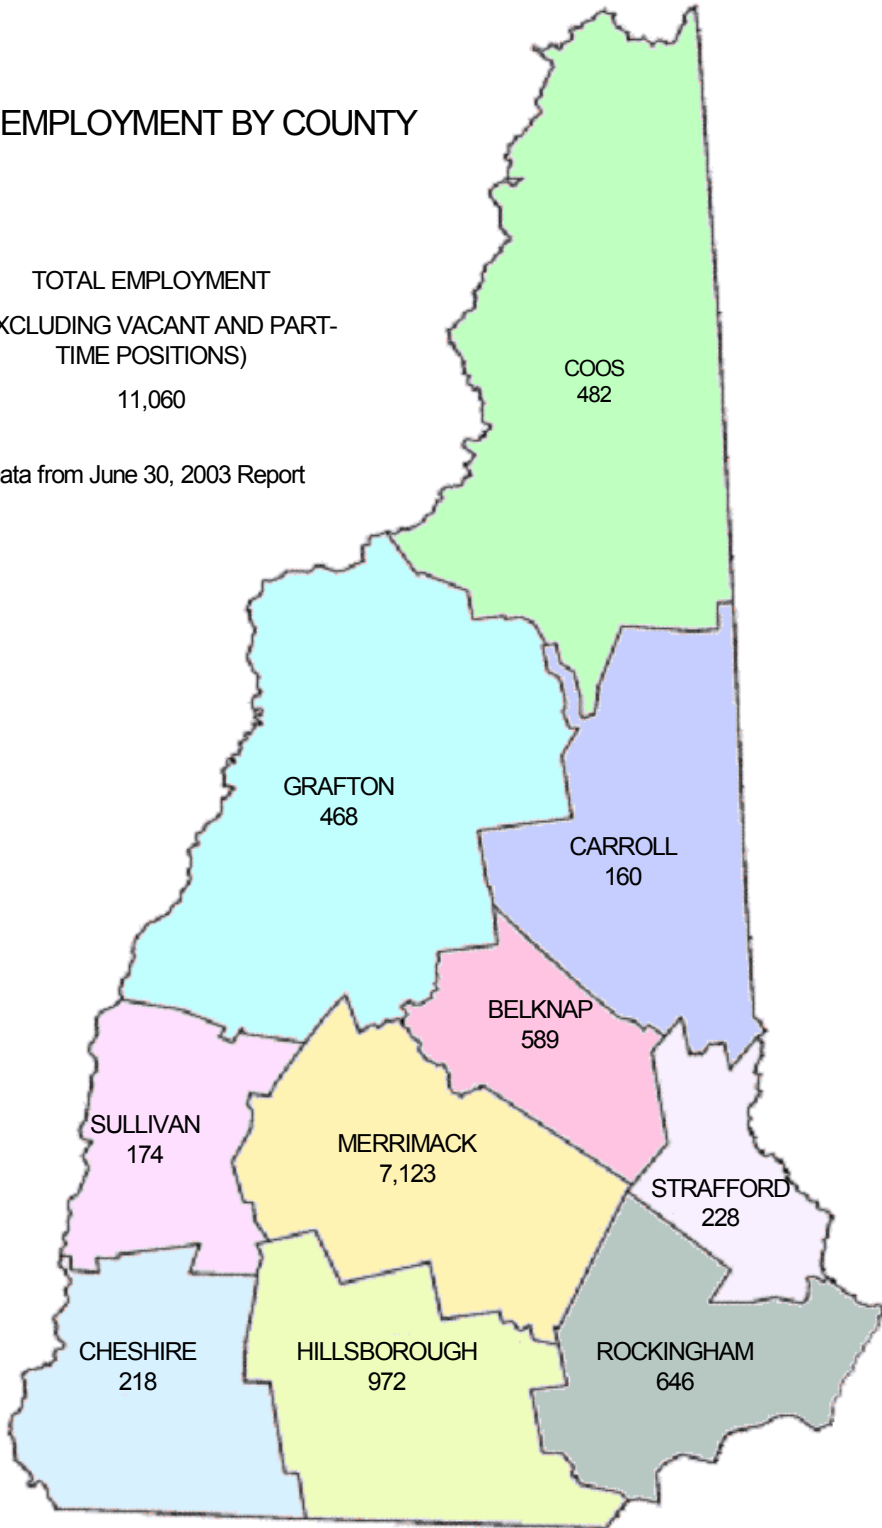 EMPLOYMENT BY COUNTY
TOTAL EMPLOYMENT
XCLUDING VACANT AND PART-
TIME POSITIONS)
11,060
ata from June 30, 2003 Report
COOS
482
GRAFTON
468
CARROLL
160
BELKNAP
589
SULLIVAN
174
MERRIMACK
7,123
STRAFFORD
228
CHESHIRE
218
HILLSBOROUGH
972
ROCKINGHAM
646